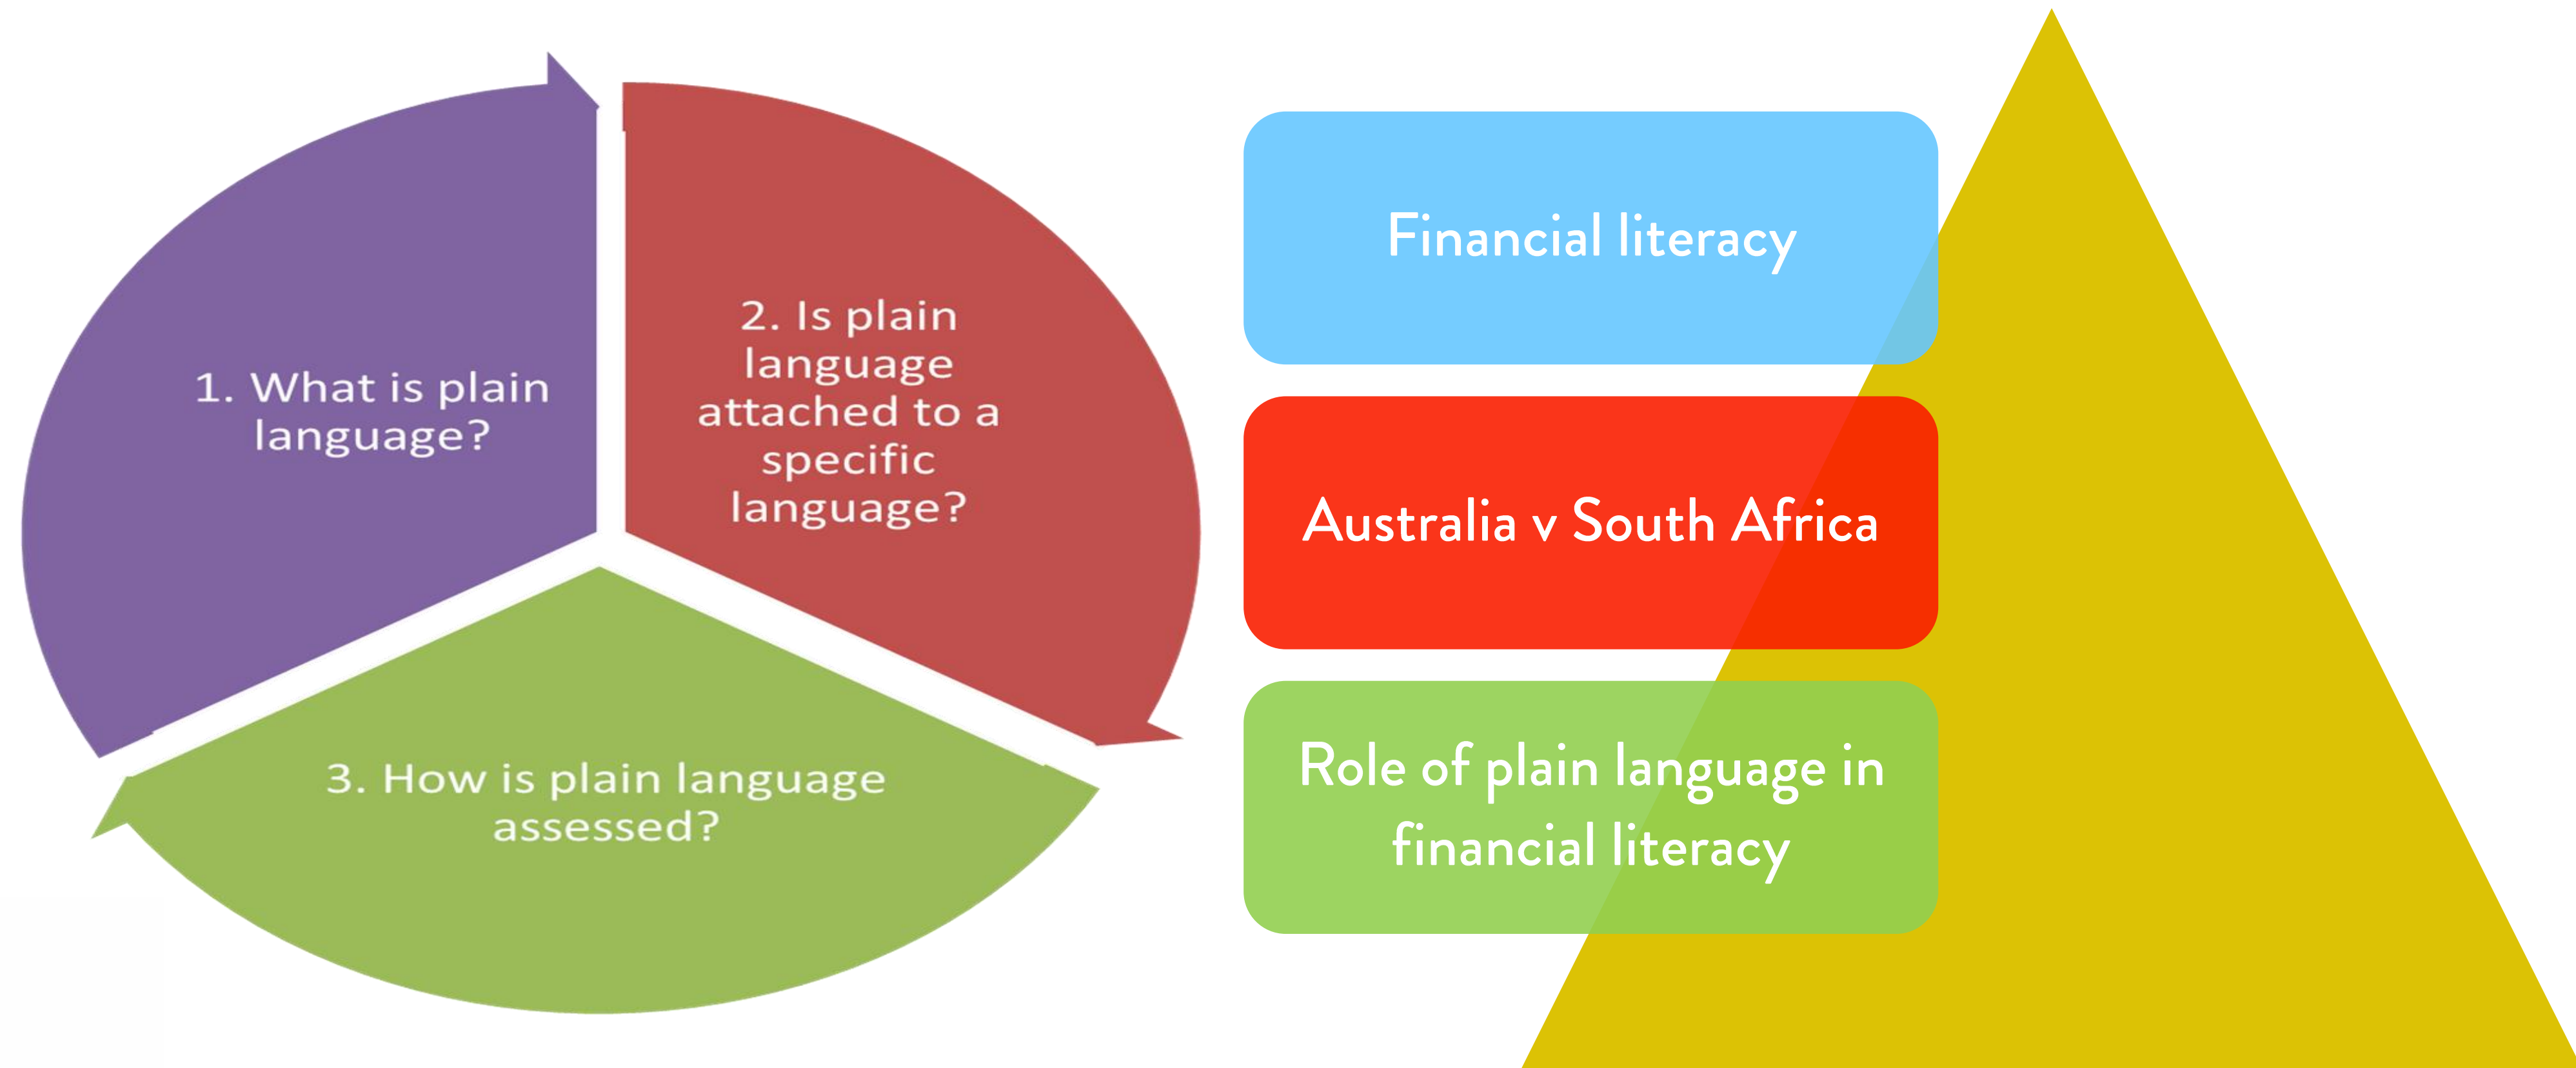 1. What is plain
language?
2. Is plain
language
attached to a
specific
language?
3. How is plain language
assessed?
Financial literacy
Australia v South Africa
Role of plain language in
financial literacy